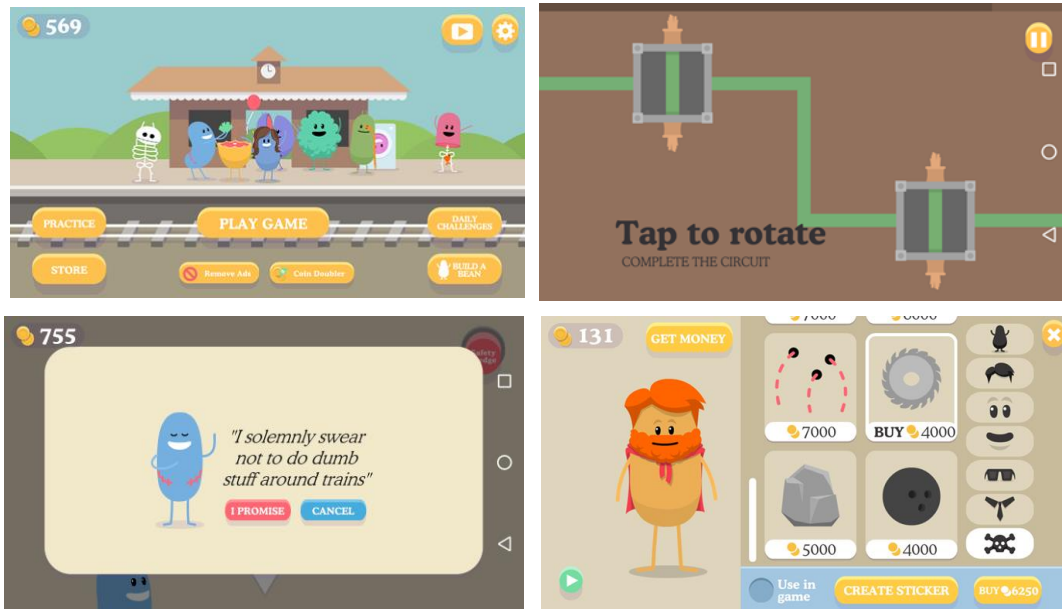 569
PRACTICE
PLAY GAME
DAILY
CHALLENGES
STORE
Remove Ads
Coin Doubler
BUILD A
BEAN
Tap to rotate
COMPLETE THE CIRCUIT
755
"I solemnly swear
not to do dumb
stuff around trains"
I PROMISE
CANCEL
131
GET MONEY
7000
BUY 4000
5000
4000
Use in
game
CREATE STICKER
BUY 6250